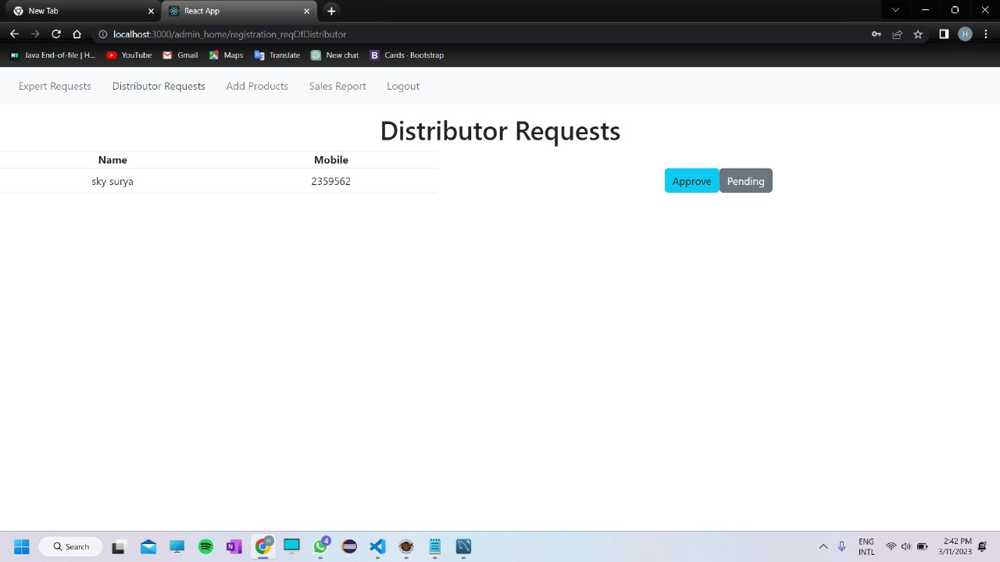 New Tab
React App
localhost:3000/admin_home/registration_reqOfDistributor
H
Java End-of-file | H...
YouTube
Gmail
Maps
Translate
New chat
B Cards · Bootstrap
Expert Requests
Distributor Requests
Add Products
Sales Report
Logout
Distributor Requests
Name Mobile
sky surya 2359562 Approve Pending
Search
H
4
ENG
INTL
2:42 PM
3/11/2023